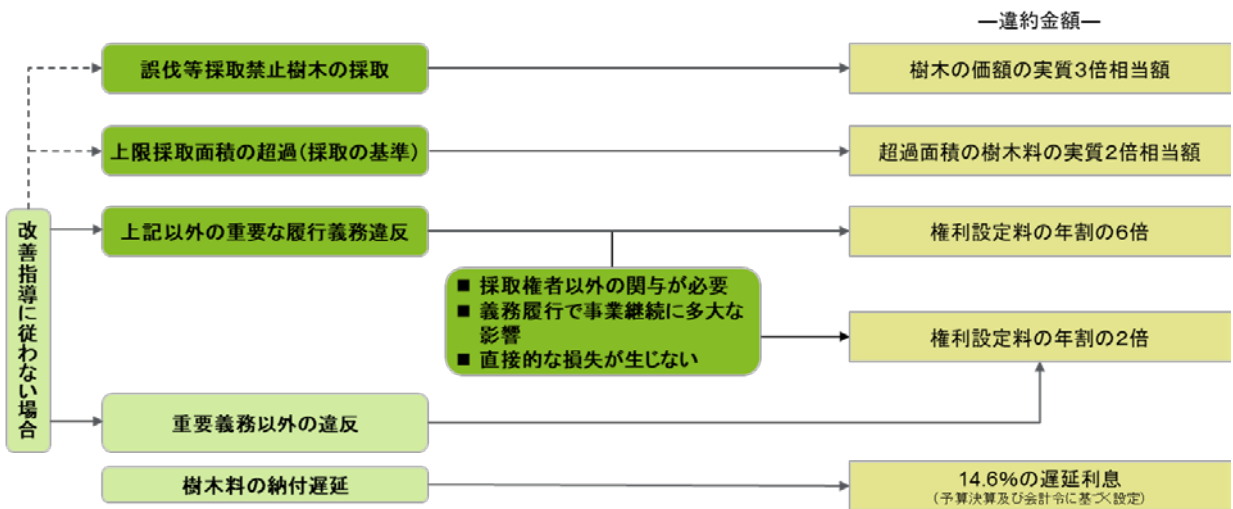 ―違約金額―
誤伐等採取禁止樹木の採取
樹木の価額の実質3倍相当額
上限採取面積の超過(採取の基準)
超過面積の樹木料の実質2倍相当額
改善指導に従わない場合
上記以外の重要な履行義務違反
権利設定料の年割の6倍
■ 採取権者以外の関与が必要
■ 義務履行で事業継続に多大な
影響
■ 直接的な損失が生じない
権利設定料の年割の2倍
重要義務以外の違反
樹木料の納付遅延
14.6%の遅延利息
(予算決算及び会計令に基づく設定)